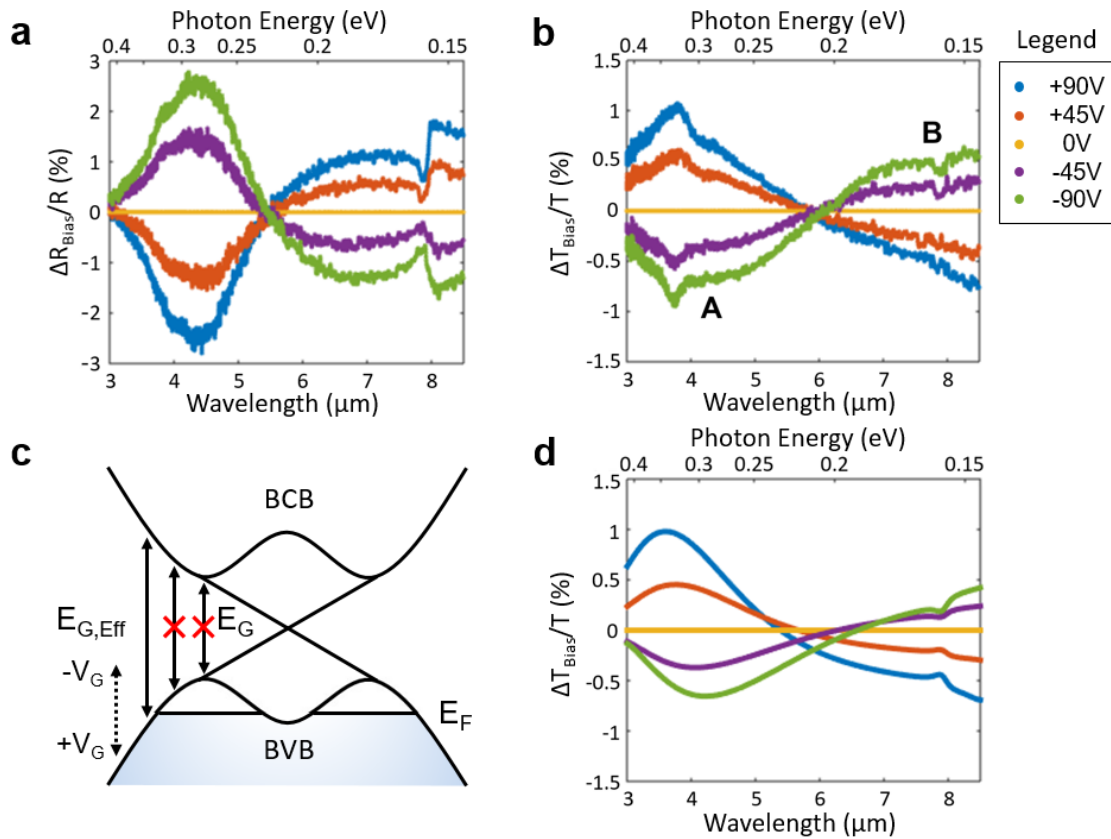 a
Photon Energy (eV)
0.4 0.3 0.25 0.2 0.15
3
2
1
0
-1
-2
-3
ΔR_Bias/R (%)
3 4 5 6 7 8
Wavelength (μm)
b
Photon Energy (eV)
0.4 0.3 0.25 0.2 0.15
1.5
1
0.5
0
-0.5
-1
-1.5
ΔT_Bias/T (%)
A
B
3 4 5 6 7 8
Wavelength (μm)
Legend
+90V
+45V
0V
-45V
-90V
c
BCB
E_G,Eff
E_G
-V_G
+V_G
E_F
BVB
d
Photon Energy (eV)
0.4 0.3 0.25 0.2 0.15
1.5
1
0.5
0
-0.5
-1
-1.5
ΔT_Bias/T (%)
3 4 5 6 7 8
Wavelength (μm)